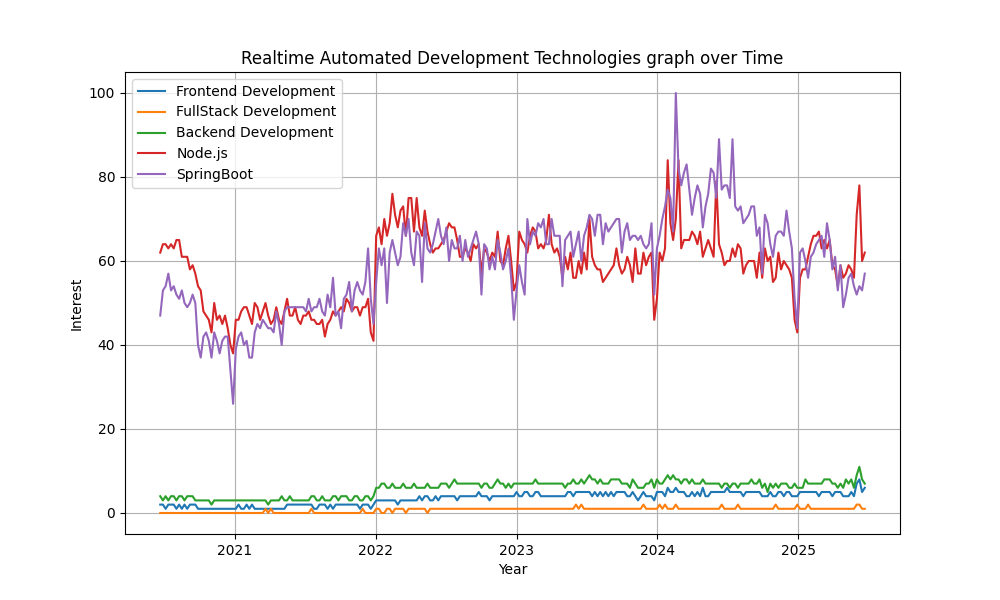 Realtime Automated Development Technologies graph over Time
100
80
60
40
20
0
Interest
Frontend Development
FullStack Development
Backend Development
Node.js
SpringBoot
2021
2022
2023
2024
2025
Year